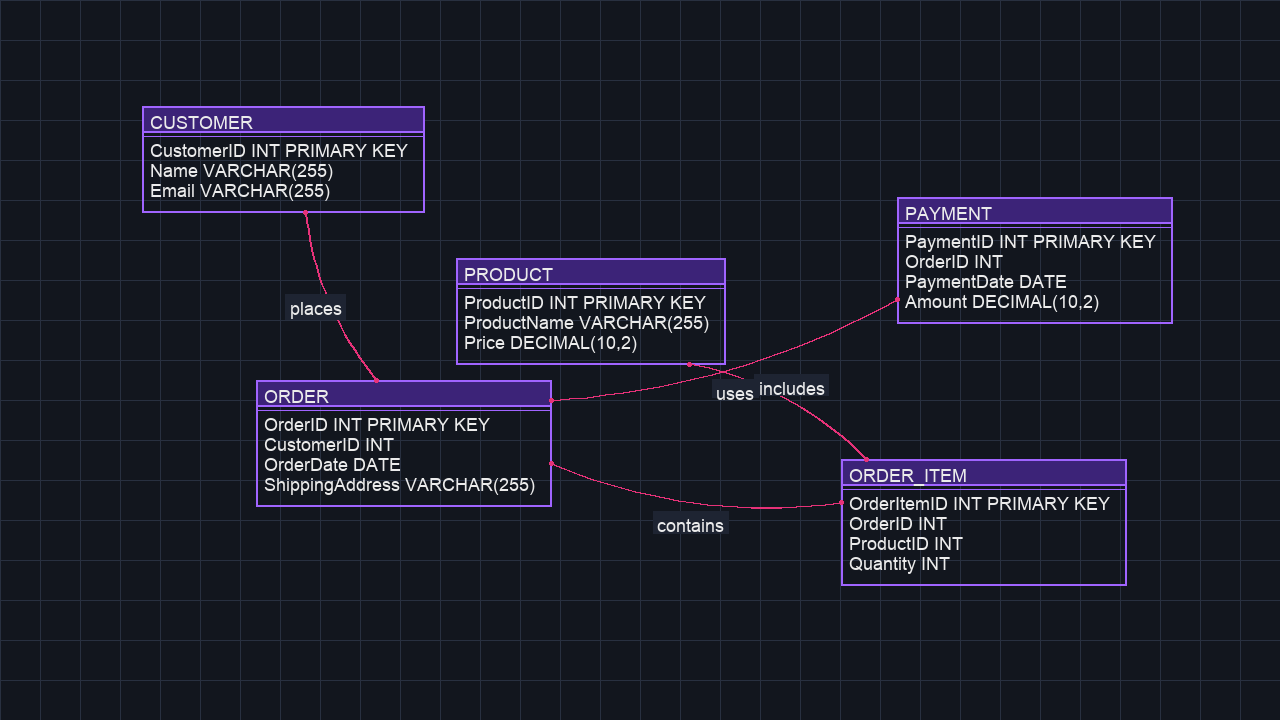 CUSTOMER
CustomerID INT PRIMARY KEY
Name VARCHAR(255)
Email VARCHAR(255)
PAYMENT
PaymentID INT PRIMARY KEY
OrderID INT
PaymentDate DATE
Amount DECIMAL(10,2)
PRODUCT
ProductID INT PRIMARY KEY
ProductName VARCHAR(255)
Price DECIMAL(10,2)
places
uses
includes
ORDER
OrderID INT PRIMARY KEY
CustomerID INT
OrderDate DATE
ShippingAddress VARCHAR(255)
contains
ORDER_ITEM
OrderItemID INT PRIMARY KEY
OrderID INT
ProductID INT
Quantity INT